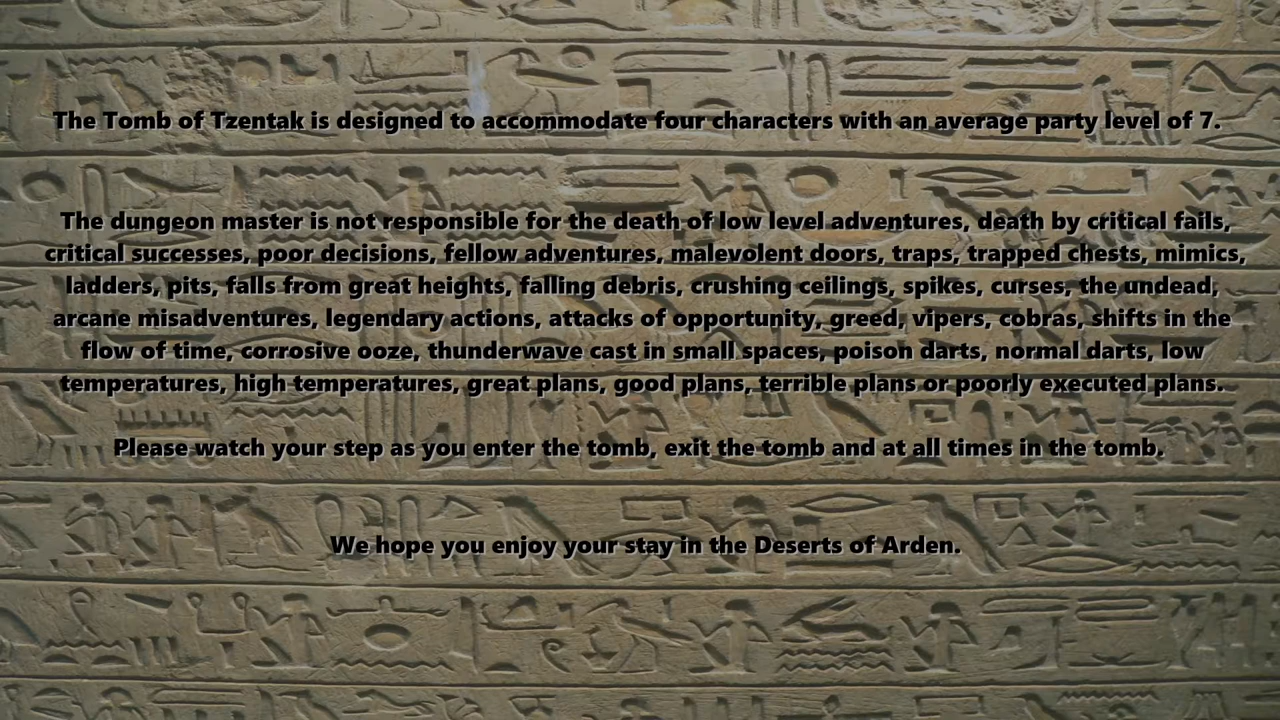 The Tomb of Tzentak is designed to accommodate four characters with an average party level of 7.
The dungeon master is not responsible for the death of low level adventures, death by critical fails,
critical successes, poor decisions, fellow adventures, malevolent doors, traps, trapped chests, mimics,
ladders, pits, falls from great heights, falling debris, crushing ceilings, spikes, curses, the undead,
arcane misadventures, legendary actions, attacks of opportunity, greed, vipers, cobras, shifts in the
flow of time, corrosive ooze, thunderwave cast in small spaces, poison darts, normal darts, low
temperatures, high temperatures, great plans, good plans, terrible plans or poorly executed plans.
Please watch your step as you enter the tomb, exit the tomb and at all times in the tomb.
We hope you enjoy your stay in the Deserts of Arden.